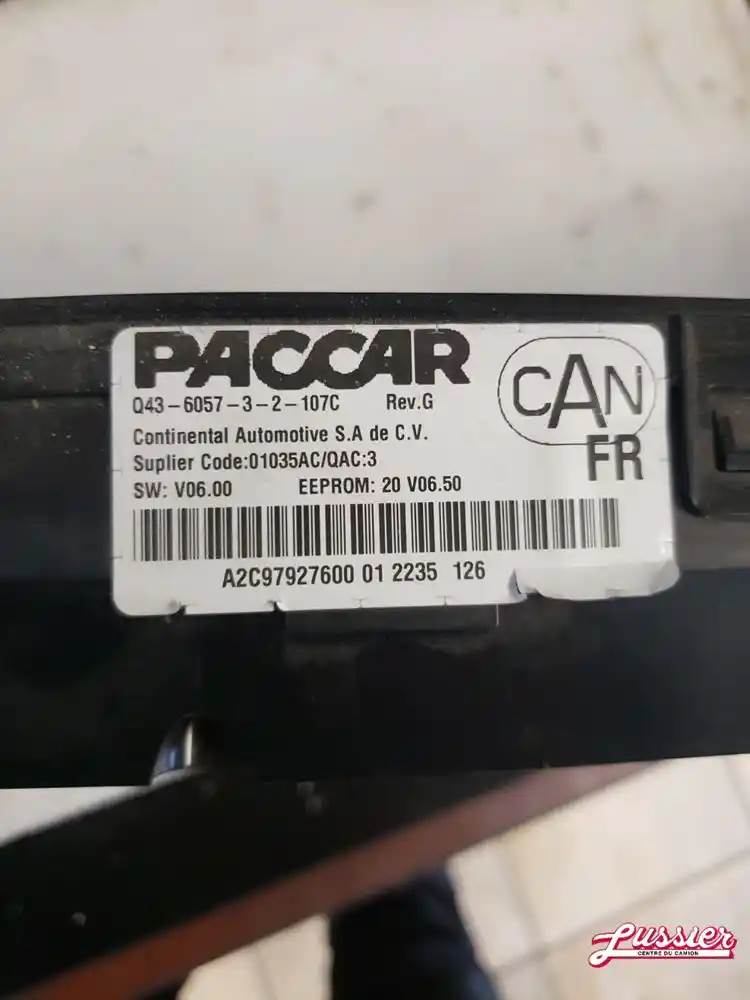 PACCAR
Q43-6057-3-2-107C Rev.G
Continental Automotive S.A de C.V.
Suplier Code:01035AC/QAC:3
SW: V06.00 EEPROM: 20 V06.50
CAN
FR
A2C97927600 01 2235 126
Lussier
CENTRE DU CAMION